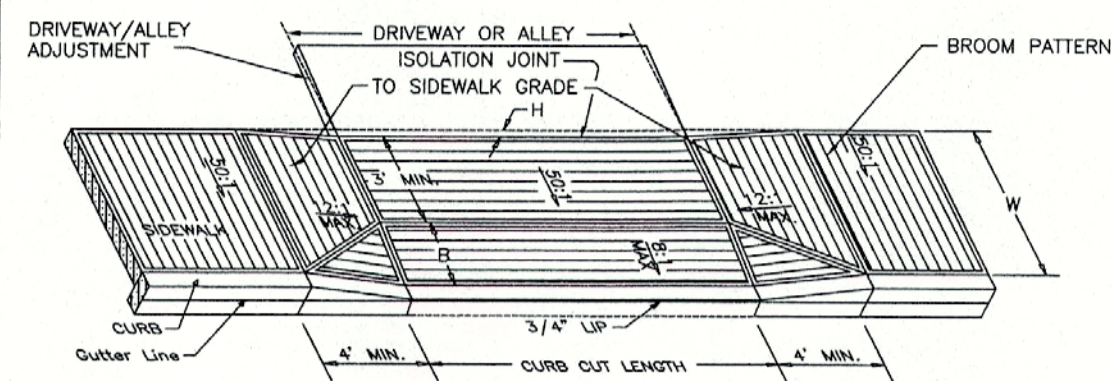 DRIVEWAY/ALLEY
ADJUSTMENT
DRIVEWAY OR ALLEY
ISOLATION JOINT
TO SIDEWALK GRADE
H
BROOM PATTERN
50:1
3' MIN.
50:1
50:1
12:1
MAX.
12:1
MAX.
W
SIDEWALK
B
8:1
MAX
CURB
Gutter Line
3/4" LIP
4' MIN.
CURB CUT LENGTH
4' MIN.